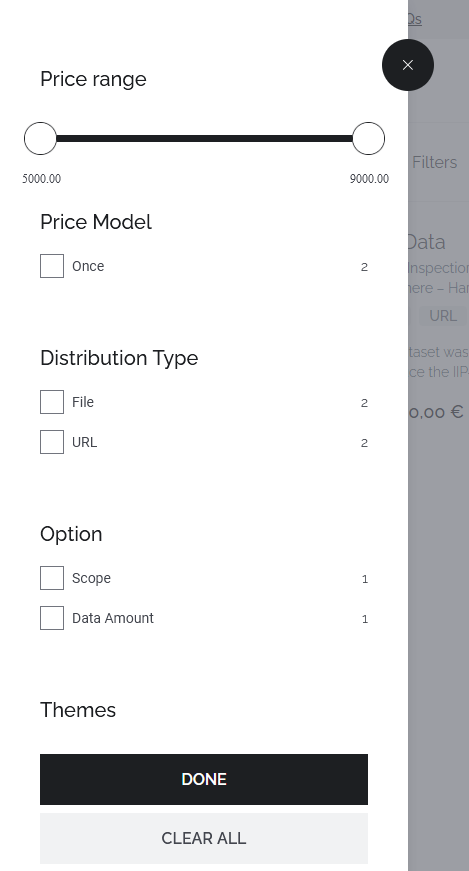 Qs
Price range
5000.00
9000.00
Filters
Price Model
Data
Once 2
Inspection
here – Har
URL
Distribution Type
taset was
ce the IIP
File 2
0,00 €
URL 2
Option
Scope 1
Data Amount 1
Themes
DONE
CLEAR ALL